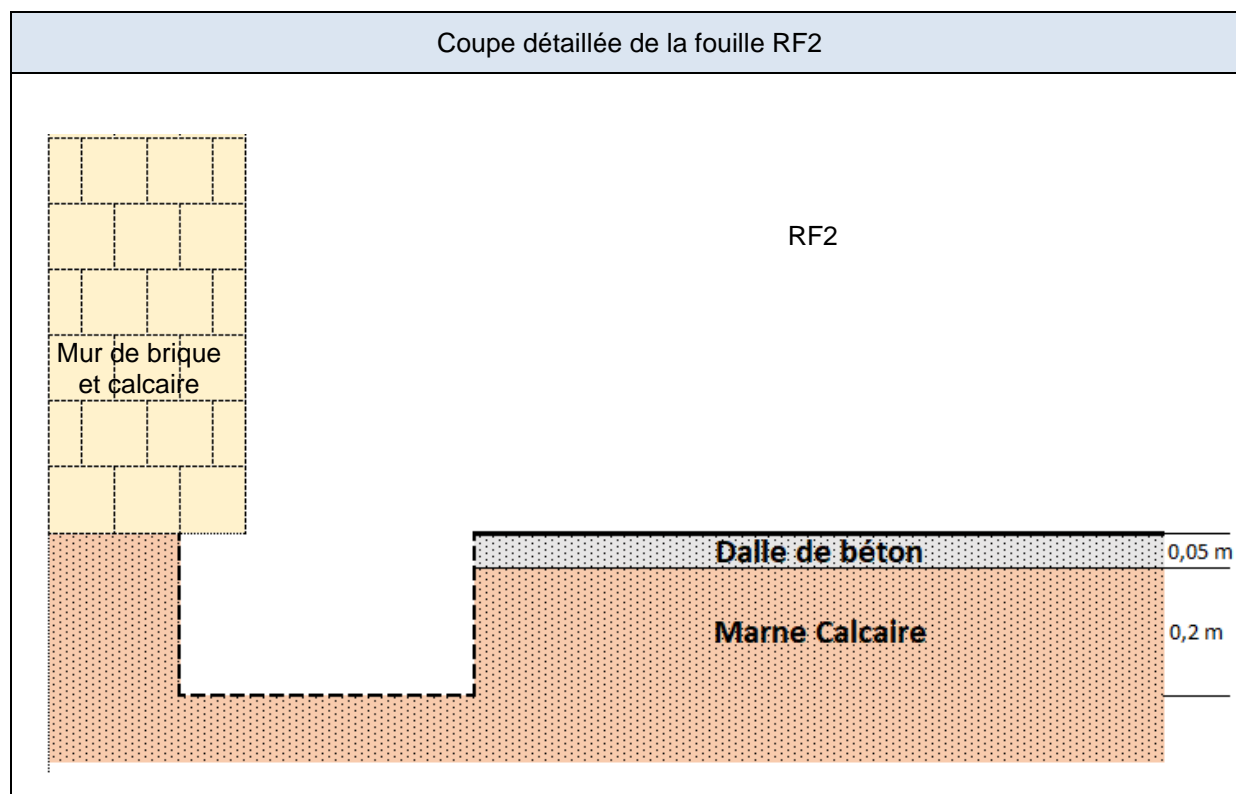 Coupe détaillée de la fouille RF2
RF2
Mur de brique
et calcaire
Dalle de béton
0,05 m
Marne Calcaire
0,2 m